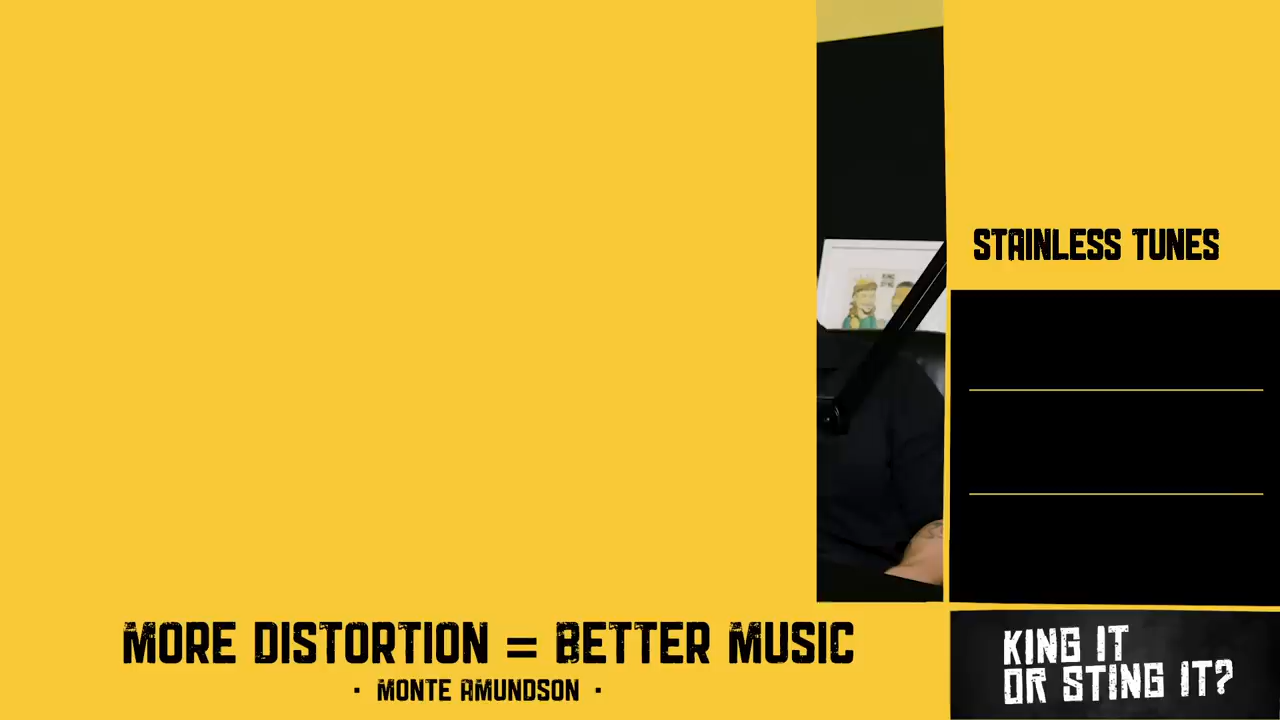 STAINLESS TUNES
MORE DISTORTION = BETTER MUSIC
· MONTE AMUNDSON ·
KING IT
OR STING IT?